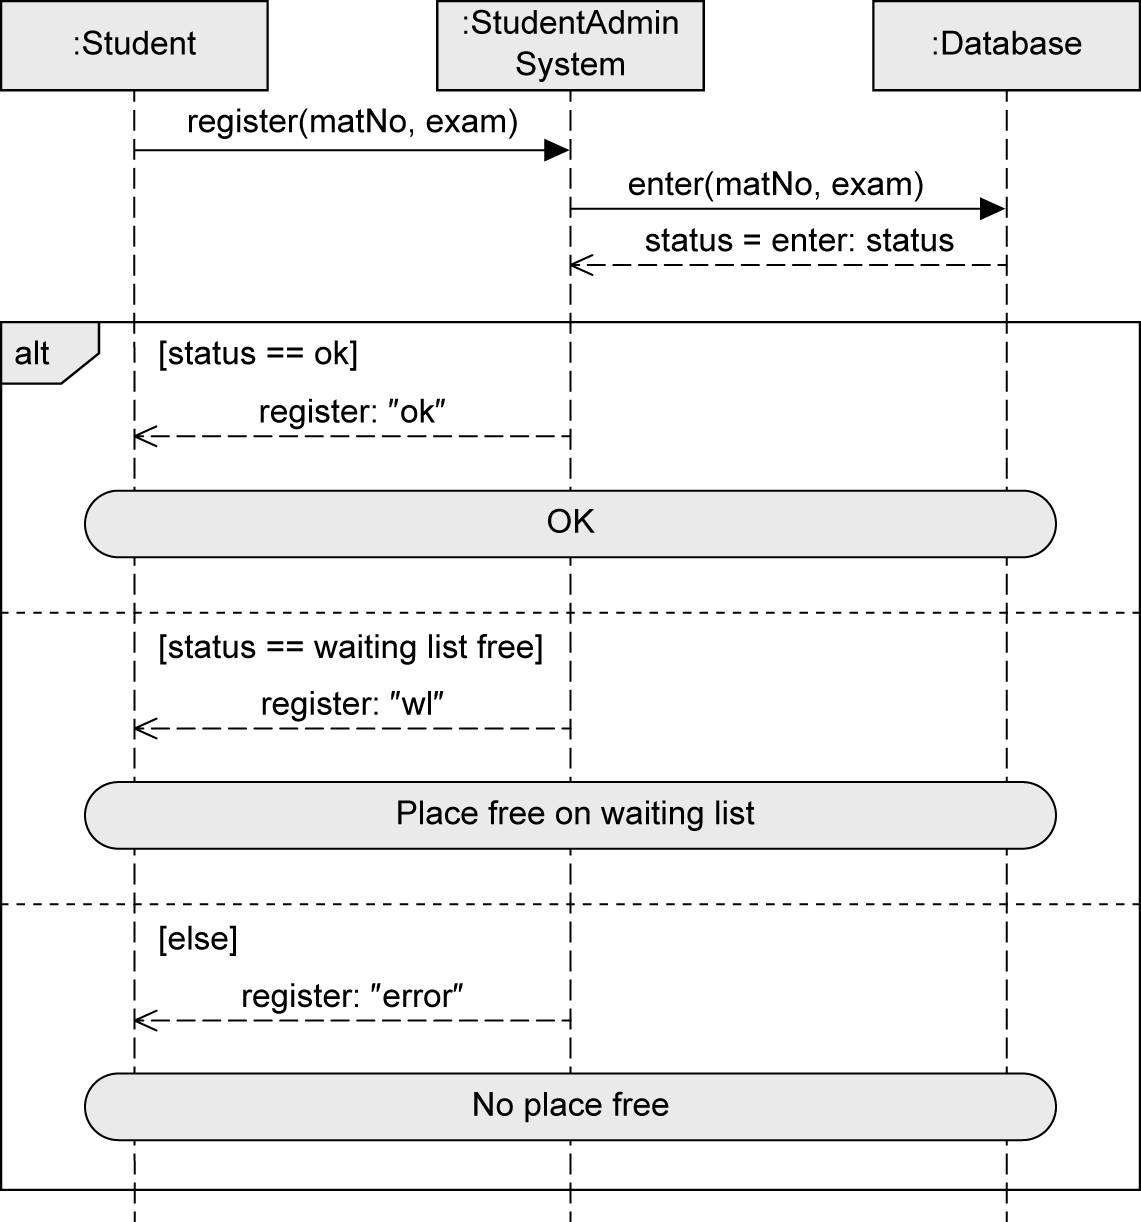 :Student
:StudentAdmin
System
:Database
register(matNo, exam)
enter(matNo, exam)
status = enter: status
alt
[status == ok]
register: "ok"
OK
[status == waiting list free]
register: "wl"
Place free on waiting list
[else]
register: "error"
No place free